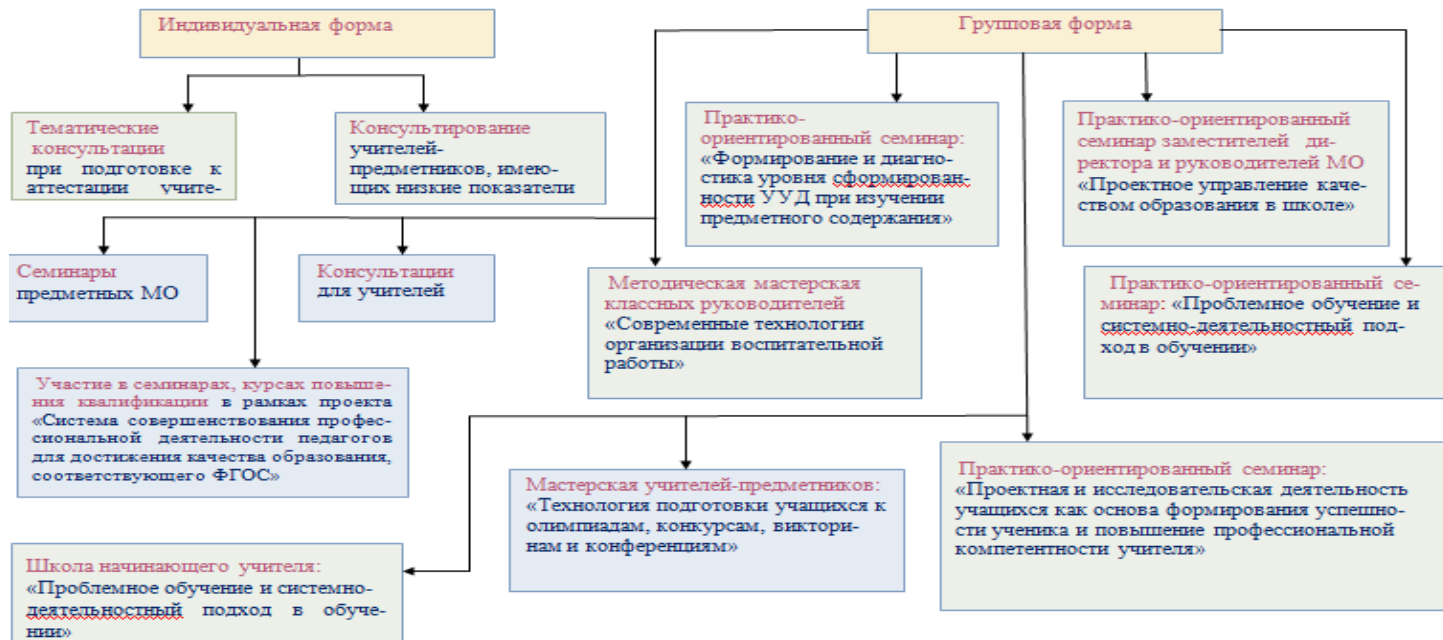 Индивидуальная форма
Групповая форма
Тематические
консультации
при подготовке к
аттестации учите-
Консультирование
учителей-
предметников, имею-
щих низкие показатели
Практико-
ориентированный семинар:
«Формирование и диагно-
стика уровня сформирован-
ности УУД при изучении
предметного содержания»
Практико-ориентированный
семинар заместителей ди-
ректора и руководителей МО
«Проектное управление каче-
ством образования в школе»
Семинары
предметных МО
Консультации
для учителей
Методическая мастерская
классных руководителей
«Современные технологии
организации воспитательной
работы»
Практико-ориентированный се-
минар: «Проблемное обучение и
системно-деятельностный под-
ход в обучении»
Участие в семинарах, курсах повыше-
ния квалификации в рамках проекта
«Система совершенствования профес-
сиональной деятельности педагогов
для достижения качества образования,
соответствующего ФГОС»
Мастерская учителей-предметников:
«Технология подготовки учащихся к
олимпиадам, конкурсам, виктори-
нам и конференциям»
Практико-ориентированный семинар:
«Проектная и исследовательская деятельность
учащихся как основа формирования успешно-
сти ученика и повышение профессиональной
компетентности учителя»
Школа начинающего учителя:
«Проблемное обучение и системно-
деятельностный подход в обуче-
нии»